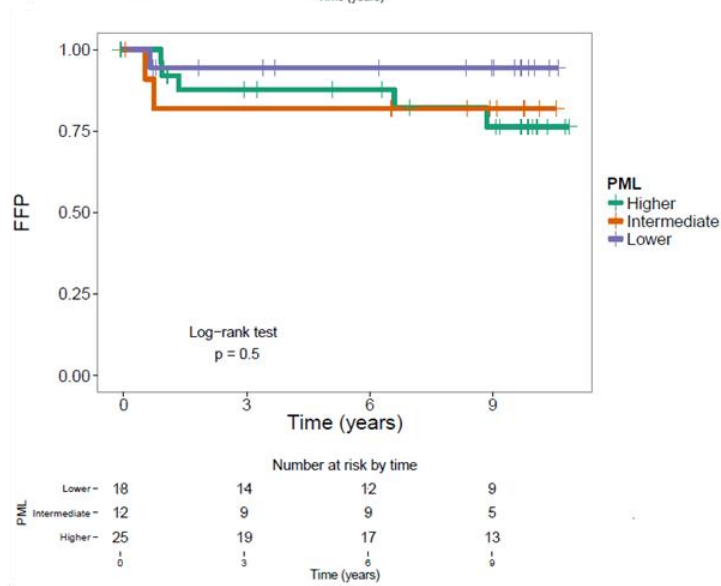 Time (years)
1.00
0.75
0.50
0.25
0.00
FFP
Log-rank test
p = 0.5
0 3 6 9
Time (years)
PML
Higher
Intermediate
Lower
Number at risk by time
PML
Lower 18 14 12 9
Intermediate 12 9 9 5
Higher 25 19 17 13
0 3 6 9
Time (years)